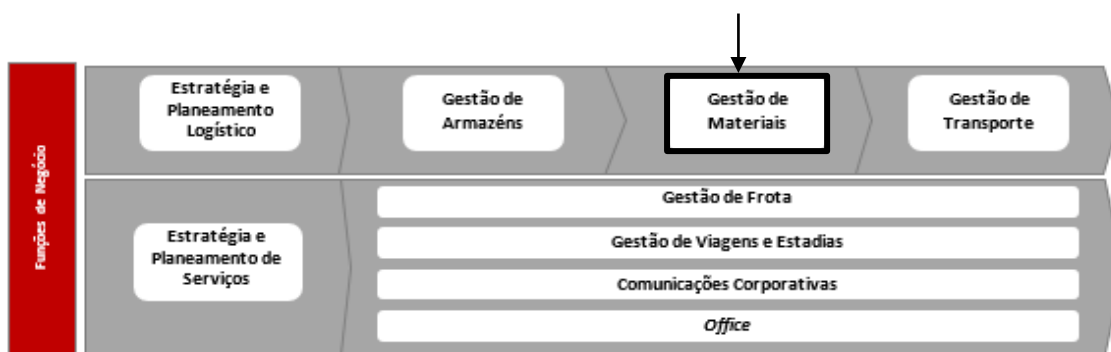 Funções de Negócio
Estratégia e
Planeamento
Logístico
Gestão de
Armazéns
Gestão de
Materiais
Gestão de
Transporte
Estratégia e
Planeamento de
Serviços
Gestão de Frota
Gestão de Viagens e Estadias
Comunicações Corporativas
Office